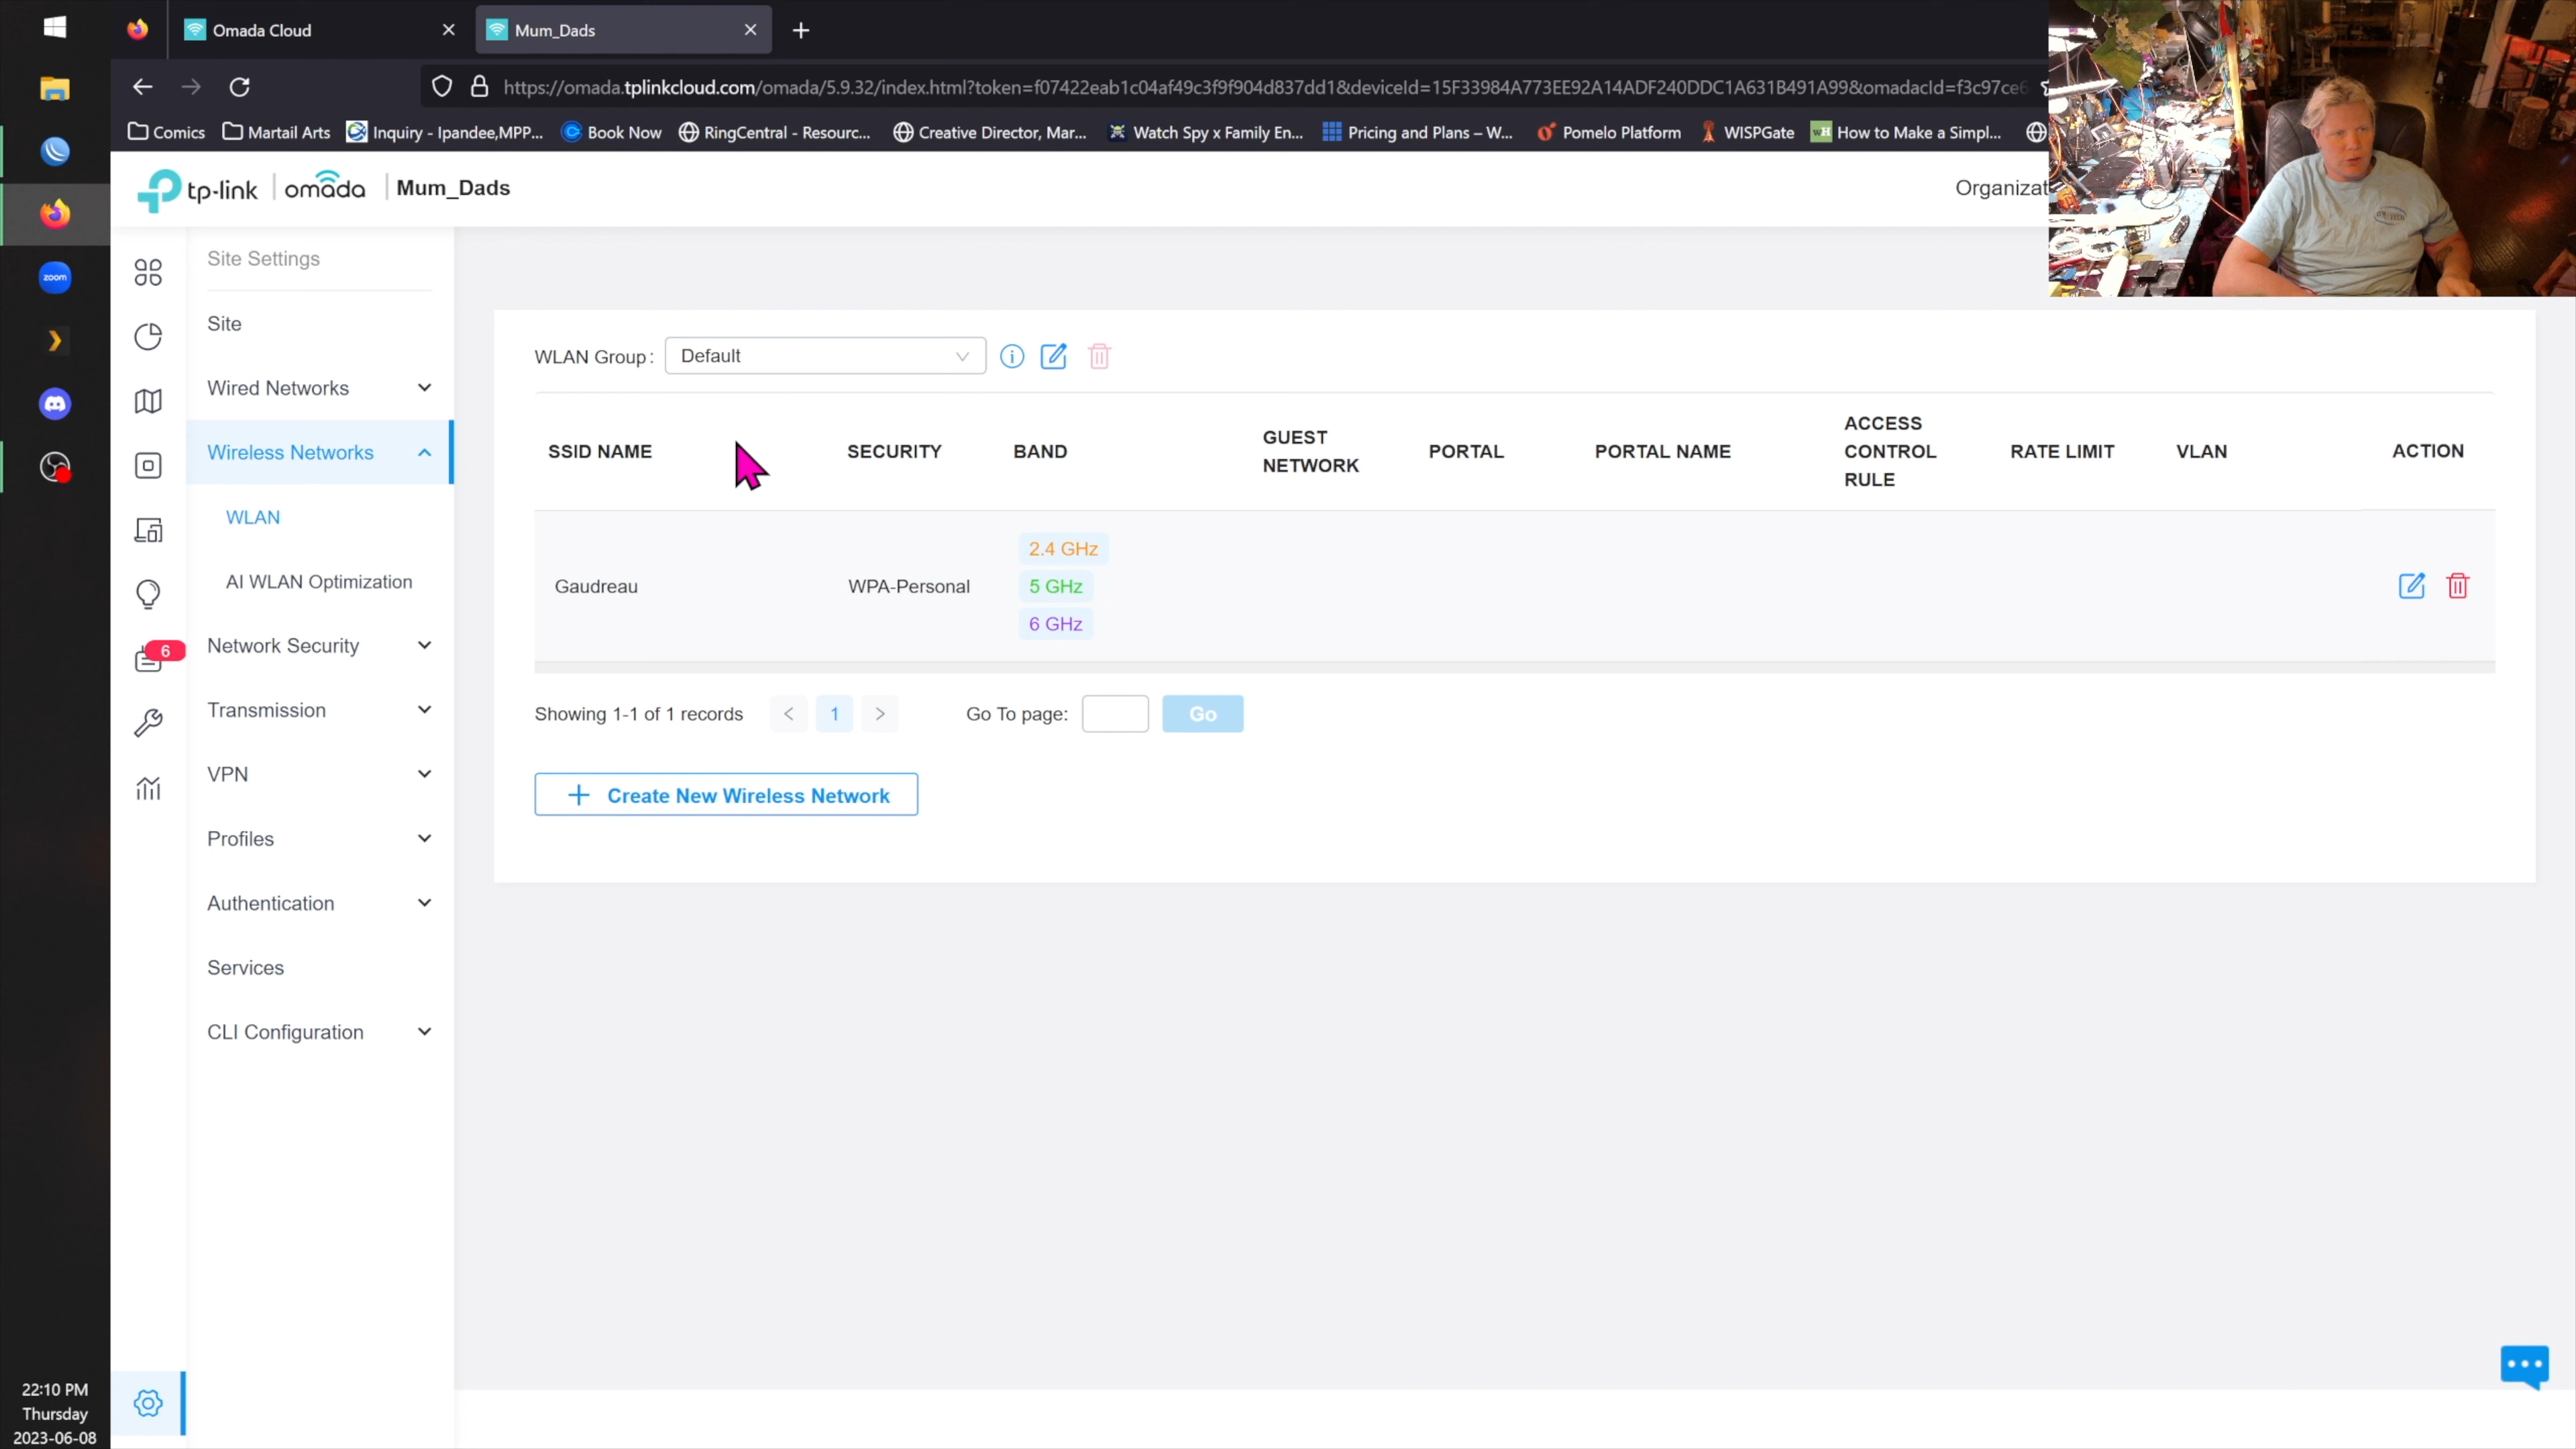 Omada Cloud
Mum_Dads
https://omada.tplinkcloud.com/omada/5.9.32/index.html?token=f07422eab1c04af49c3f9f904d837dd1&deviceId=15F33984A773EE92A14ADF240DDC1A631B491A99&omadacId=f3c97ce6
Comics
Martail Arts
Inquiry - Ipandee,MPP...
Book Now
RingCentral - Resourc...
Creative Director, Mar...
Watch Spy x Family En...
Pricing and Plans – W...
Pomelo Platform
WISPGate
How to Make a Simpl...
tp-link | omada | Mum_Dads
Organizat
zoom
Site Settings
Site
Wired Networks
Wireless Networks
WLAN
AI WLAN Optimization
Network Security
6
Transmission
VPN
Profiles
Authentication
Services
CLI Configuration
WLAN Group: Default
SSID NAME SECURITY BAND GUEST NETWORK PORTAL PORTAL NAME ACCESS CONTROL RULE RATE LIMIT VLAN ACTION
Gaudreau WPA-Personal
2.4 GHz
5 GHz
6 GHz
Showing 1-1 of 1 records < 1 > Go To page: Go
+ Create New Wireless Network
22:10 PM
Thursday
2023-06-08